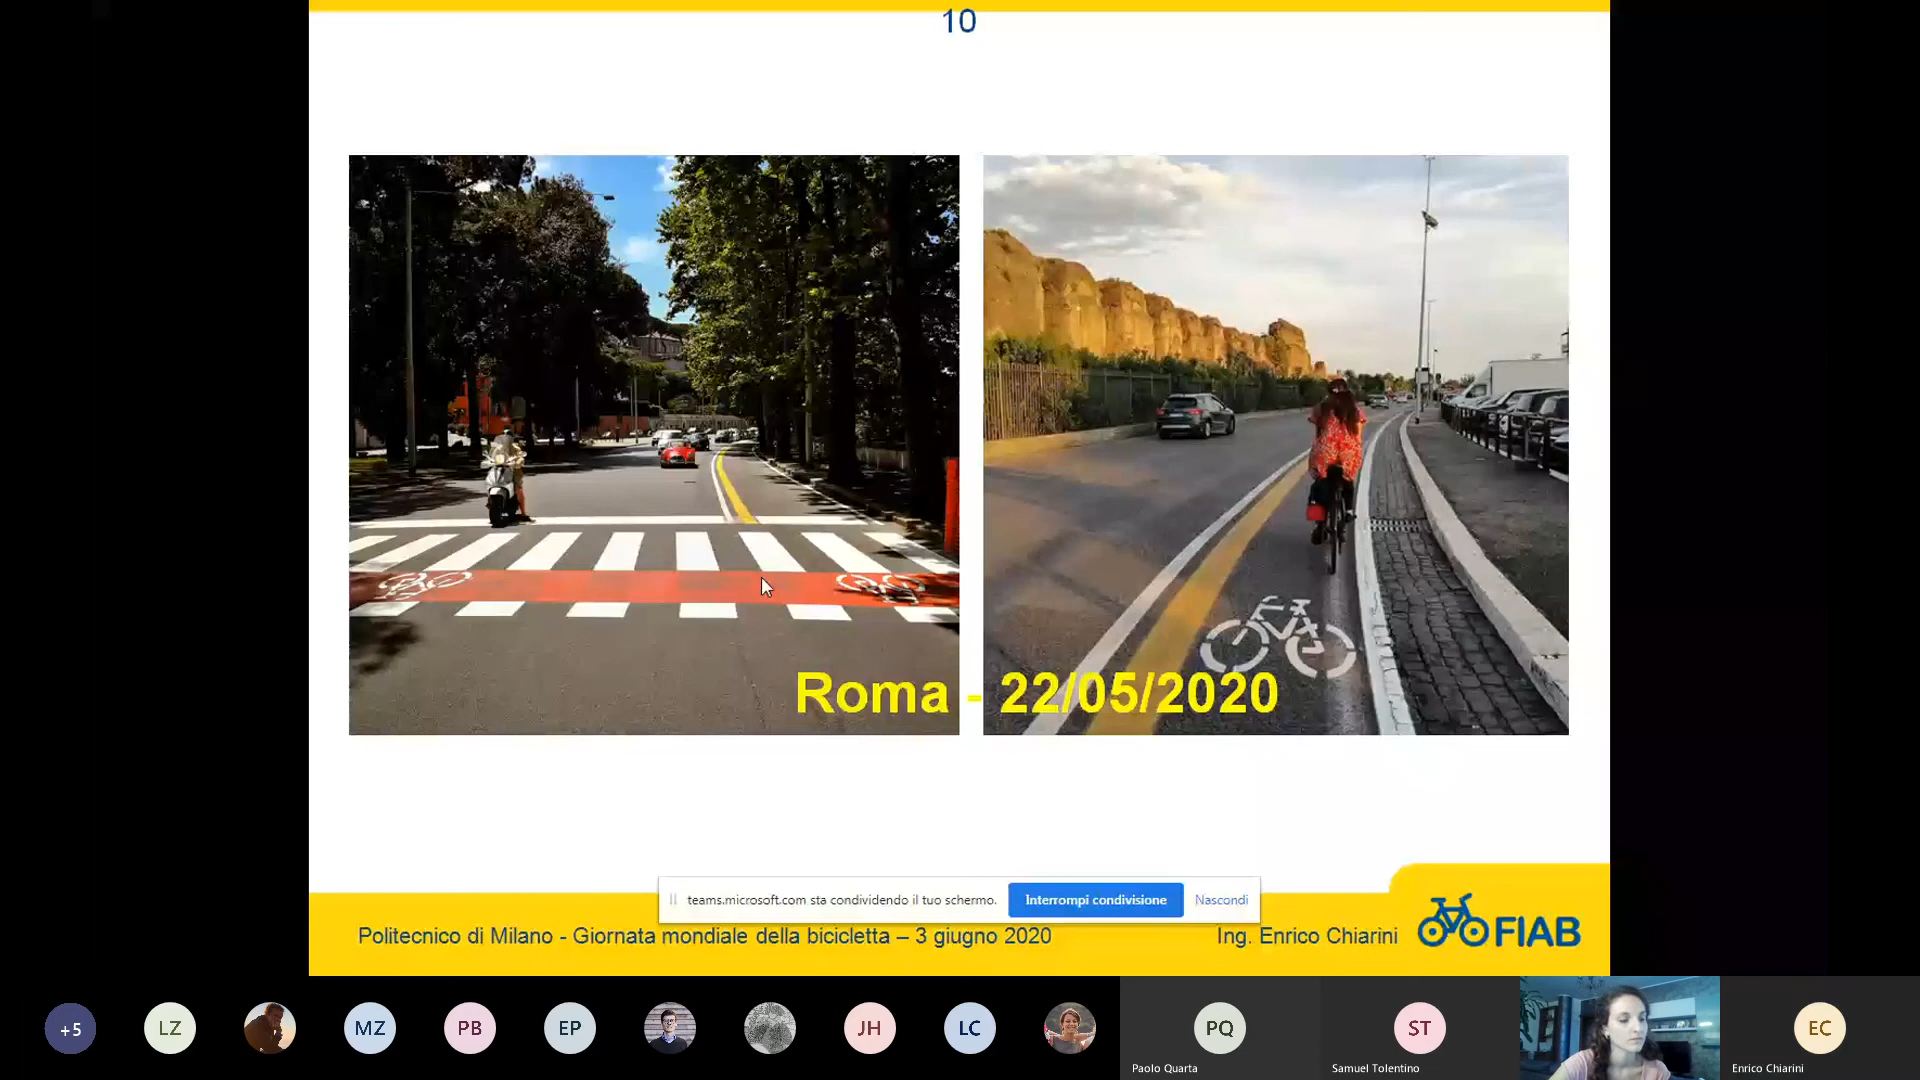 10
Roma - 22/05/2020
teams.microsoft.com sta condividendo il tuo schermo.
Interrompi condivisione
Nascondi
Politecnico di Milano - Giornata mondiale della bicicletta – 3 giugno 2020
Ing. Enrico Chiarini
FIAB
+5
LZ
MZ
PB
EP
JH
LC
PQ
ST
EC
Paolo Quarta
Samuel Tolentino
Enrico Chiarini